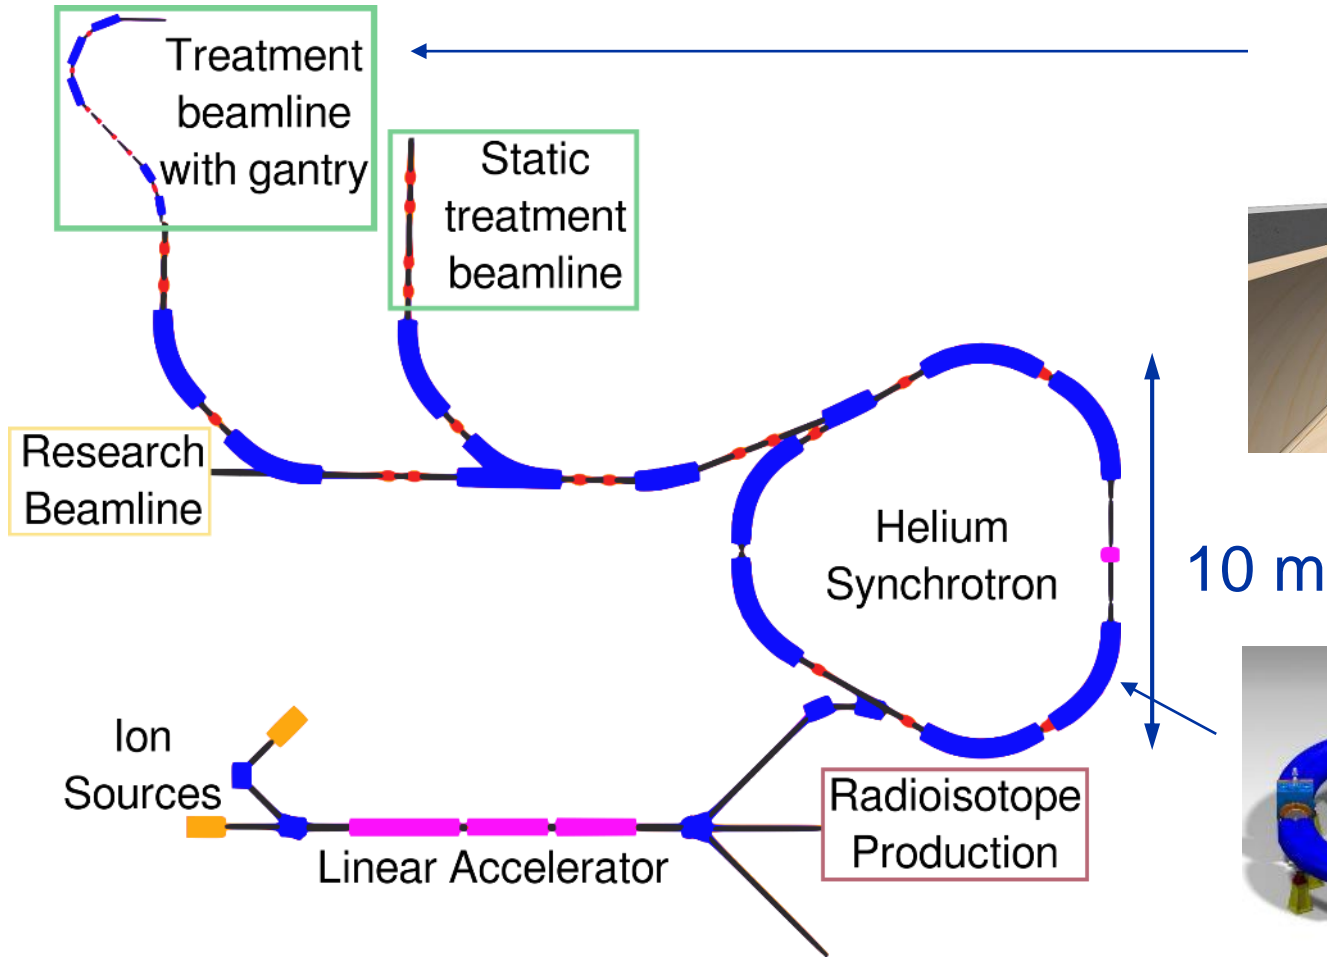 Treatment
beamline
with gantry
Static
treatment
beamline
Research
Beamline
Helium
Synchrotron
10 m
Ion
Sources
Linear Accelerator
Radioisotope
Production